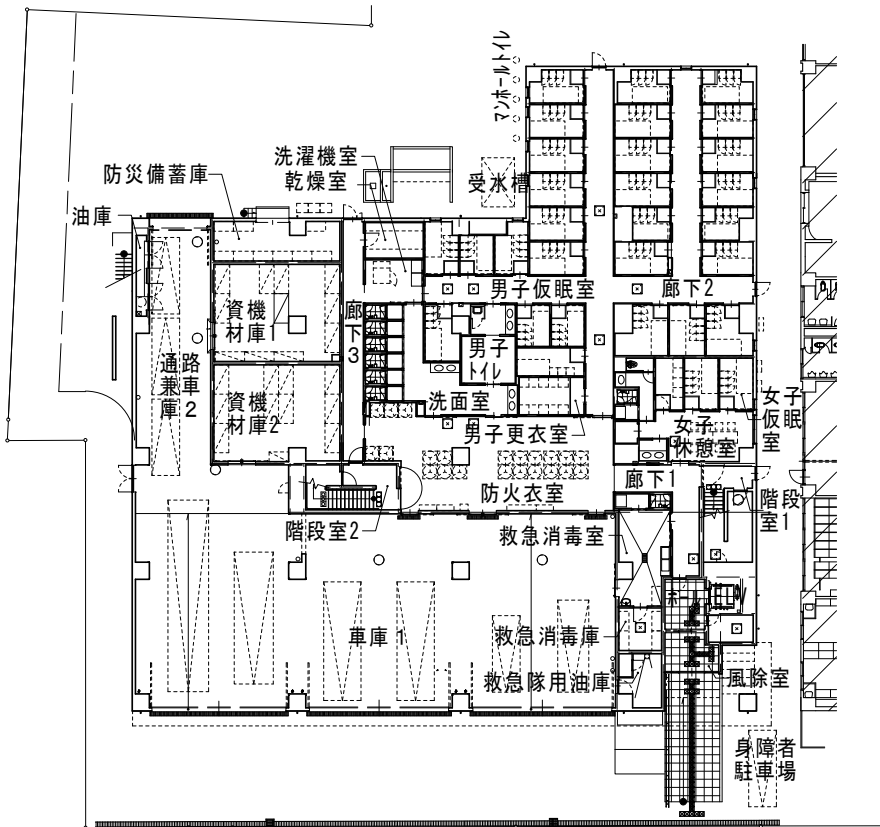 マンホールトイレ
洗濯機室
乾燥室
防災備蓄庫
受水槽
油庫
男子仮眠室
廊下2
資機
材庫1
廊下3
男子
トイレ
通路
兼車
庫2
資機
材庫2
洗面室
女子
仮眠
室
男子更衣室
女子
休憩室
廊下1
防火衣室
階段
室1
階段室2
救急消毒室
車庫1
救急消毒庫
救急隊用油庫
風除室
身障者
駐車場